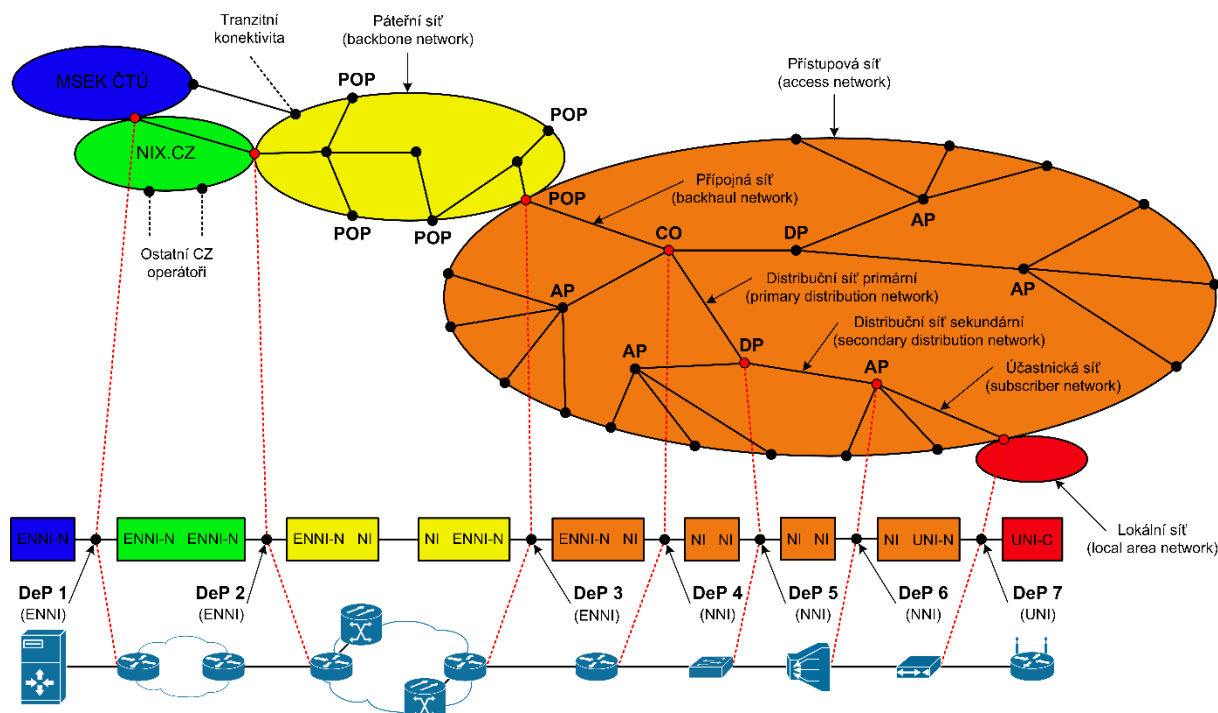 Tranzitní
konektivita
Páteřní síť
(backbone network)
Přístupová síť
(access network)
MSEK ČTÚ
POP
POP
NIX.CZ
POP
POP
POP
Přípojná síť
(backhaul network)
AP
Ostatní CZ
operátoři
CO
DP
AP
Distribuční síť primární
(primary distribution network)
AP
Distribuční síť sekundární
(secondary distribution network)
AP
DP
AP
Účastnická síť
(subscriber network)
Lokální síť
(local area network)
ENNI-N
ENNI-N ENNI-N
ENNI-N NI
NI ENNI-N
ENNI-N NI
NI NI
NI NI
NI UNI-N
UNI-C
DeP 1
(ENNI)
DeP 2
(ENNI)
DeP 3
(ENNI)
DeP 4
(NNI)
DeP 5
(NNI)
DeP 6
(NNI)
DeP 7
(UNI)